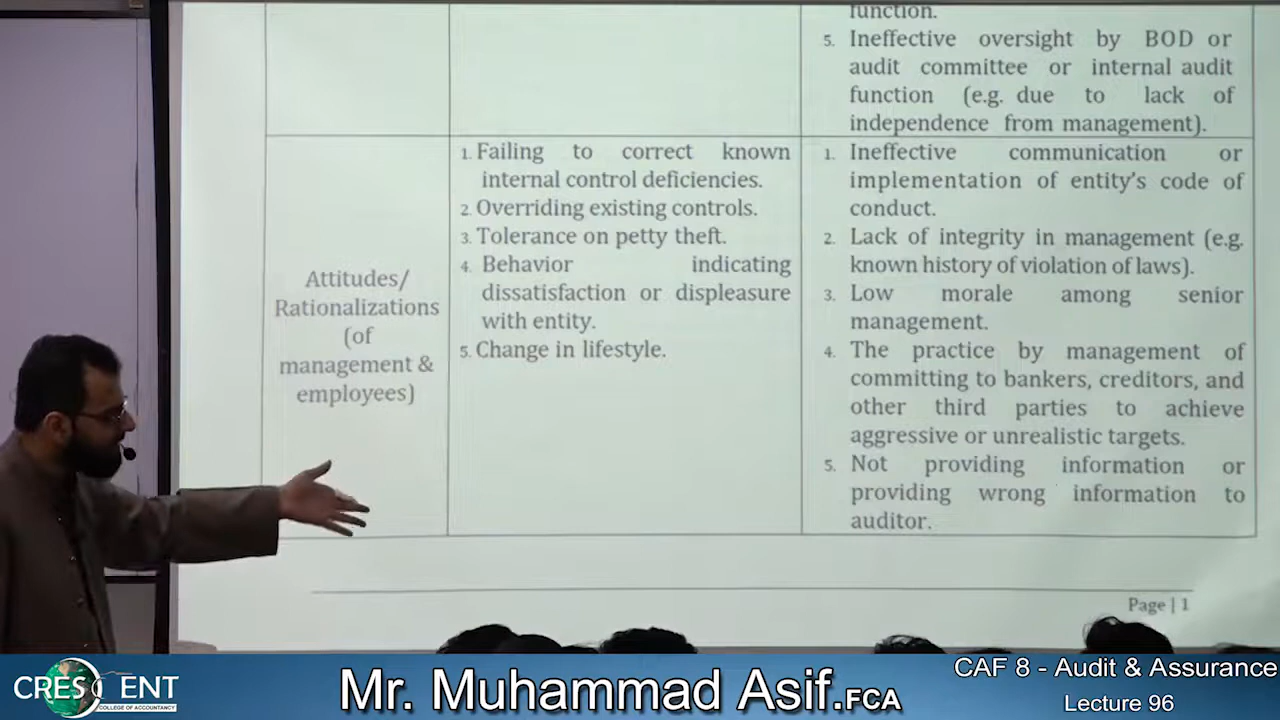 function.
5. Ineffective oversight by BOD or
audit committee or internal audit
function (e.g. due to lack of
independence from management).
Attitudes/
Rationalizations
(of
management &
employees)
1. Failing to correct known
internal control deficiencies.
2. Overriding existing controls.
3. Tolerance on petty theft.
4. Behavior indicating
dissatisfaction or displeasure
with entity.
5. Change in lifestyle.
1. Ineffective communication or
implementation of entity's code of
conduct.
2. Lack of integrity in management (e.g.
known history of violation of laws).
3. Low morale among senior
management.
4. The practice by management of
committing to bankers, creditors, and
other third parties to achieve
aggressive or unrealistic targets.
5. Not providing information or
providing wrong information to
auditor.
Page | 1
CRESCENT
COLLEGE OF ACCOUNTANCY
Mr. Muhammad Asif.FCA
CAF 8 - Audit & Assurance
Lecture 96